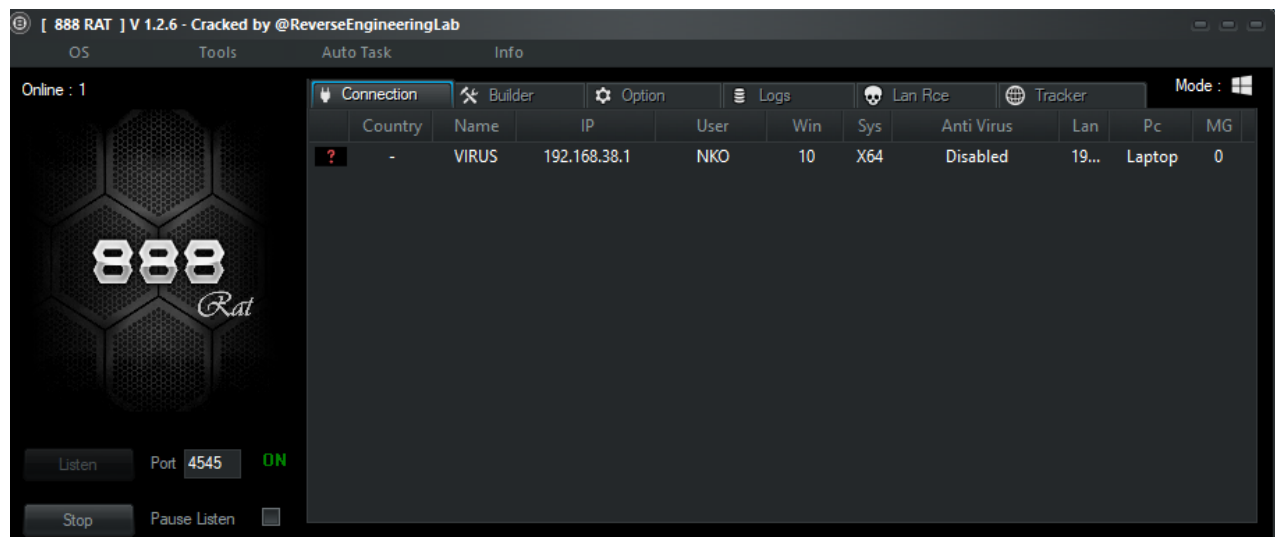 [ 888 RAT ] V 1.2.6 - Cracked by @ReverseEngineeringLab
OS Tools Auto Task Info
Online : 1
Connection Builder Option Logs Lan Rce Tracker Mode :
Country Name IP User Win Sys Anti Virus Lan Pc MG
? - VIRUS 192.168.38.1 NKO 10 X64 Disabled 19... Laptop 0
888
Rat
Listen Port 4545 ON
Stop Pause Listen